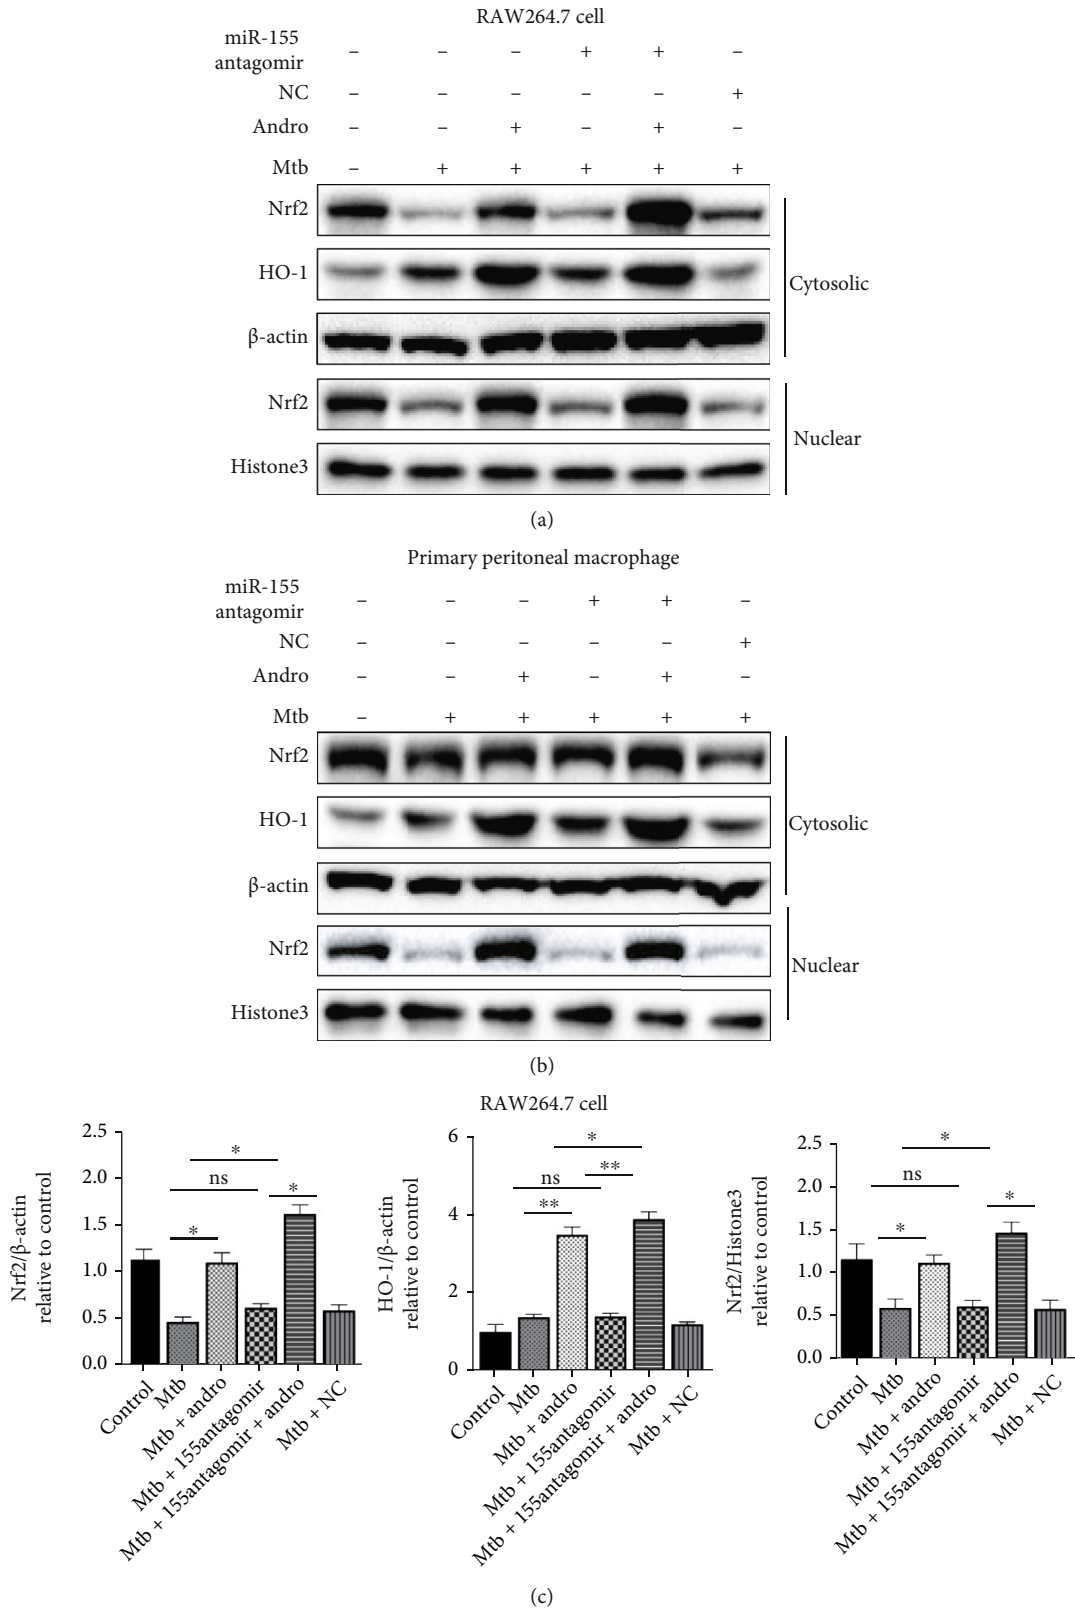 RAW264.7 cell
miR-155
antagomir – – – + + –
NC – – – – – +
Andro – – + – + –
Mtb – + + + + +
Nrf2
HO-1
β-actin
Cytosolic
Nrf2
Histone3
Nuclear
(a)
Primary peritoneal macrophage
miR-155
antagomir – – – + + –
NC – – – – – +
Andro – – + – + –
Mtb – + + + + +
Nrf2
HO-1
β-actin
Cytosolic
Nrf2
Histone3
Nuclear
(b)
RAW264.7 cell
Nrf2/β-actin
relative to control
2.5
2.0
1.5
1.0
0.5
0.0
*
ns
*
*
Control
Mtb
Mtb + andro
Mtb + 155antagomir
Mtb + 155antagomir + andro
Mtb + NC
HO-1/β-actin
relative to control
6
4
2
0
*
**
ns
**
Control
Mtb
Mtb + andro
Mtb + 155antagomir
Mtb + 155antagomir + andro
Mtb + NC
Nrf2/Histone3
relative to control
2.5
2.0
1.5
1.0
0.5
0.0
*
ns
*
*
Control
Mtb
Mtb + andro
Mtb + 155antagomir
Mtb + 155antagomir + andro
Mtb + NC
(c)